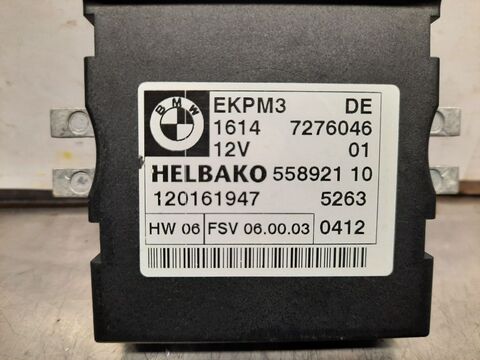 BMW
EKPM3 DE
1614 7276046
12V 01
HELBAKO 558921 10
120161947 5263
HW 06 FSV 06.00.03 0412